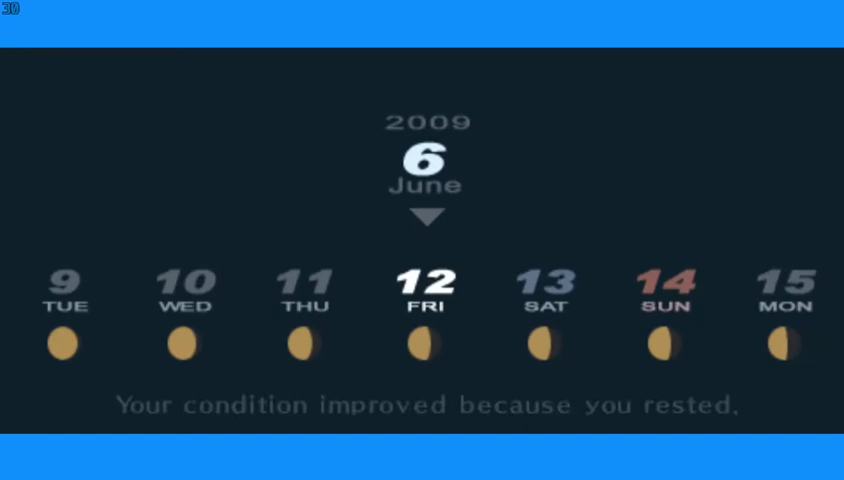 30
2009
6
June
9 10 11 12 13 14 15
TUE WED THU FRI SAT SUN MON
Your condition improved because you rested,